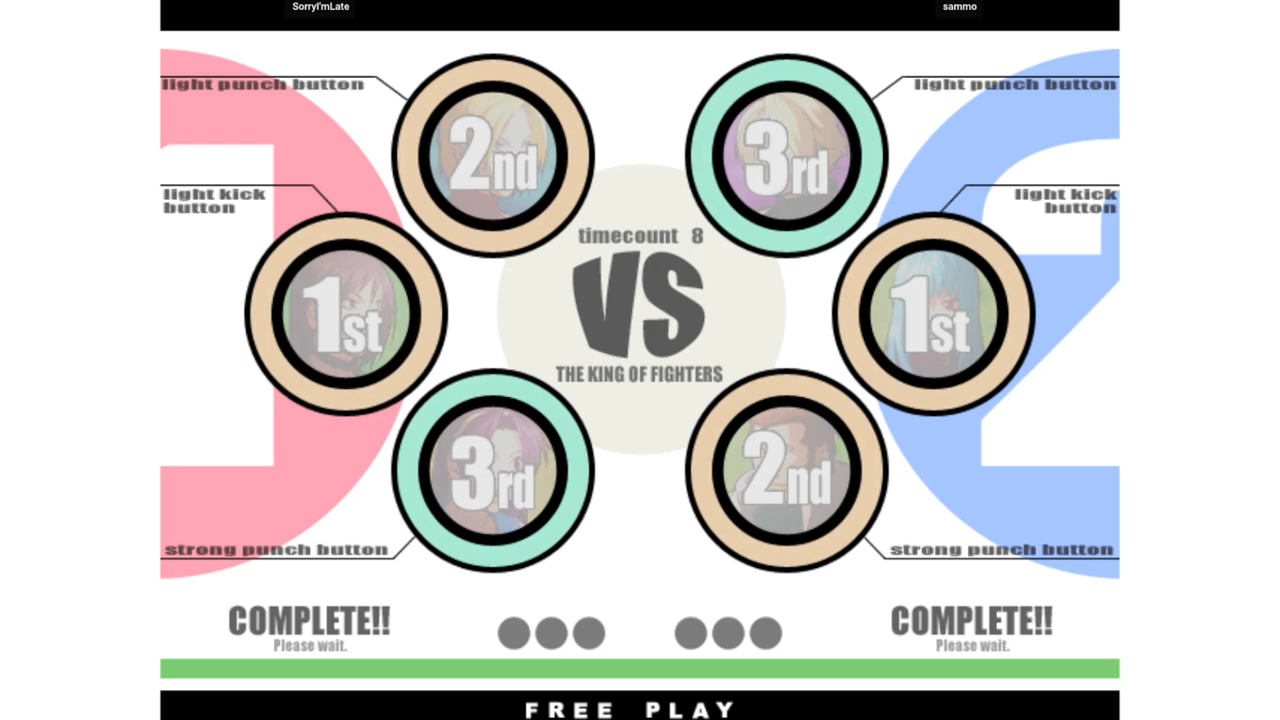 SorryI'mLate
sammo
light punch button
light punch button
2nd
3rd
light kick
button
light kick
button
timecount 8
VS
1st
1st
THE KING OF FIGHTERS
3rd
2nd
strong punch button
strong punch button
COMPLETE!!
Please wait.
COMPLETE!!
Please wait.
FREE PLAY